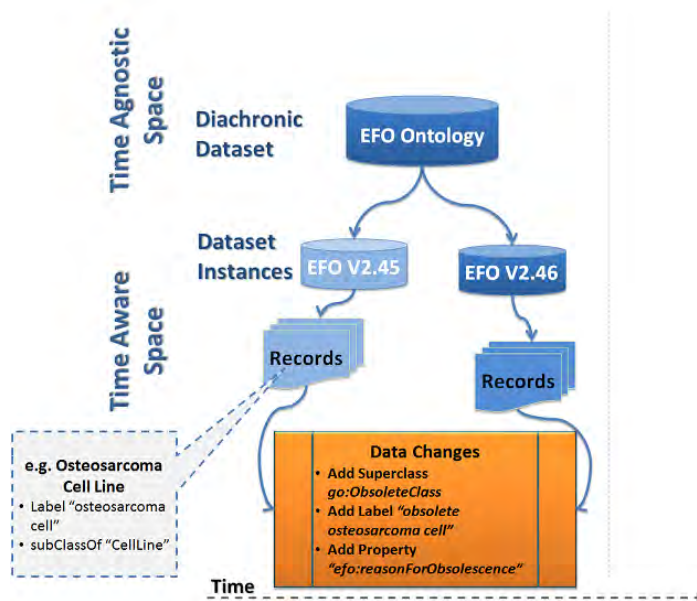 Time Agnostic
Space
Diachronic
Dataset
EFO Ontology
Time Aware
Space
Dataset
Instances
EFO V2.45
EFO V2.46
Records
Records
e.g. Osteosarcoma
Cell Line
• Label “osteosarcoma
cell”
• subClassOf “CellLine”
Data Changes
• Add Superclass
go:ObsoleteClass
• Add Label “obsolete
osteosarcoma cell”
• Add Property
“efo:reasonForObsolescence”
Time